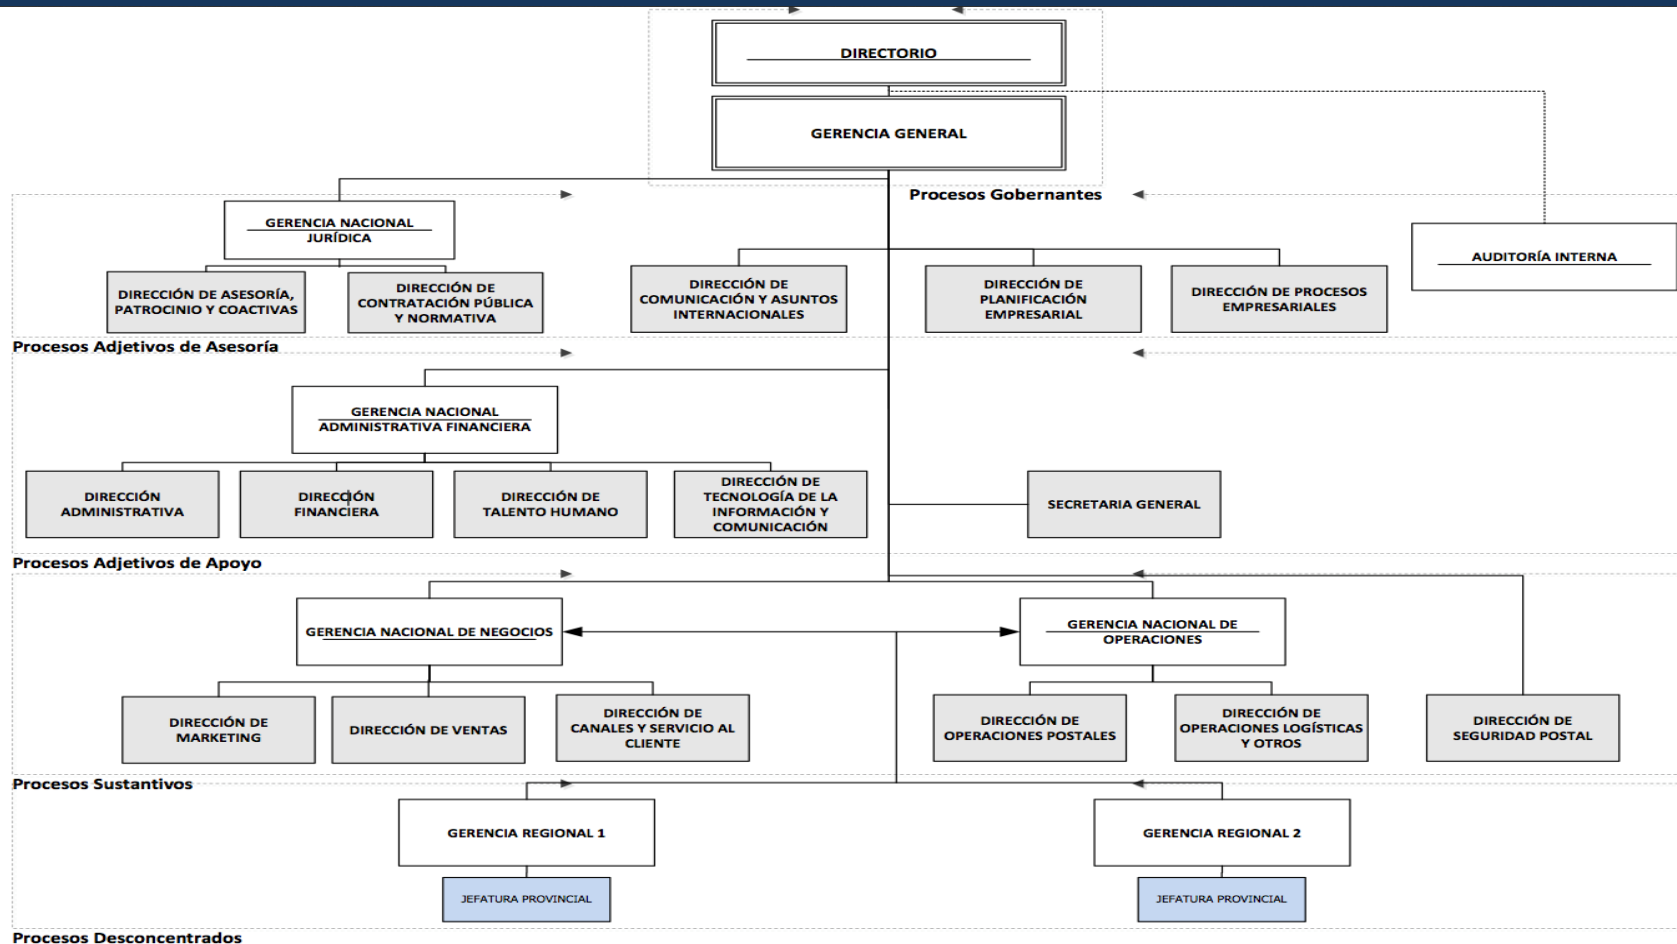 DIRECTORIO
GERENCIA GENERAL
Procesos Gobernantes
GERENCIA NACIONAL
JURÍDICA
AUDITORÍA INTERNA
DIRECCIÓN DE ASESORÍA,
PATROCINIO Y COACTIVAS
DIRECCIÓN DE
CONTRATACIÓN PÚBLICA
Y NORMATIVA
DIRECCIÓN DE
COMUNICACIÓN Y ASUNTOS
INTERNACIONALES
DIRECCIÓN DE
PLANIFICACIÓN
EMPRESARIAL
DIRECCIÓN DE PROCESOS
EMPRESARIALES
Procesos Adjetivos de Asesoría
GERENCIA NACIONAL
ADMINISTRATIVA FINANCIERA
DIRECCIÓN
ADMINISTRATIVA
DIRECCIÓN
FINANCIERA
DIRECCIÓN DE
TALENTO HUMANO
DIRECCIÓN DE
TECNOLOGÍA DE LA
INFORMACIÓN Y
COMUNICACIÓN
SECRETARIA GENERAL
Procesos Adjetivos de Apoyo
GERENCIA NACIONAL DE NEGOCIOS
GERENCIA NACIONAL DE
OPERACIONES
DIRECCIÓN DE
MARKETING
DIRECCIÓN DE VENTAS
DIRECCIÓN DE
CANALES Y SERVICIO AL
CLIENTE
DIRECCIÓN DE
OPERACIONES POSTALES
DIRECCIÓN DE
OPERACIONES LOGÍSTICAS
Y OTROS
DIRECCIÓN DE
SEGURIDAD POSTAL
Procesos Sustantivos
GERENCIA REGIONAL 1
GERENCIA REGIONAL 2
JEFATURA PROVINCIAL
JEFATURA PROVINCIAL
Procesos Desconcentrados